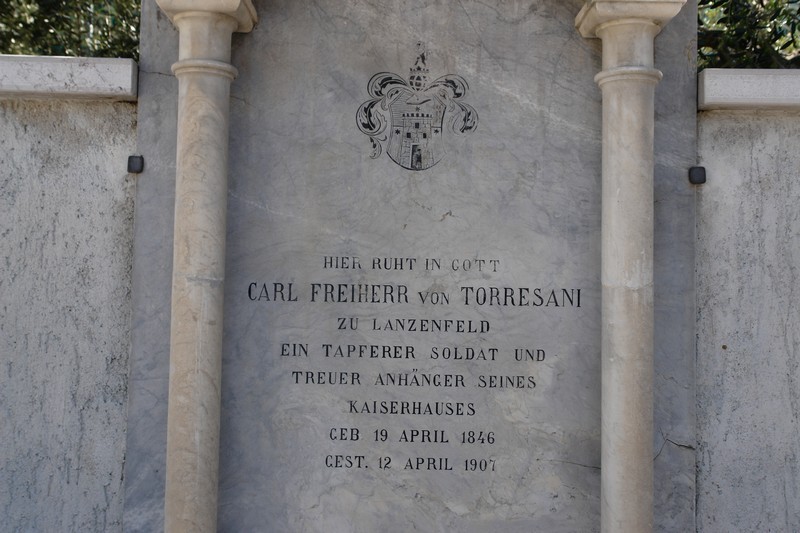 HIER RUHT IN GOTT
CARL FREIHERR VON TORRESANI
ZU LANZENFELD
EIN TAPFERER SOLDAT UND
TREUER ANHÄNGER SEINES
KAISERHAUSES
GEB 19 APRIL 1846
GEST. 12 APRIL 1907